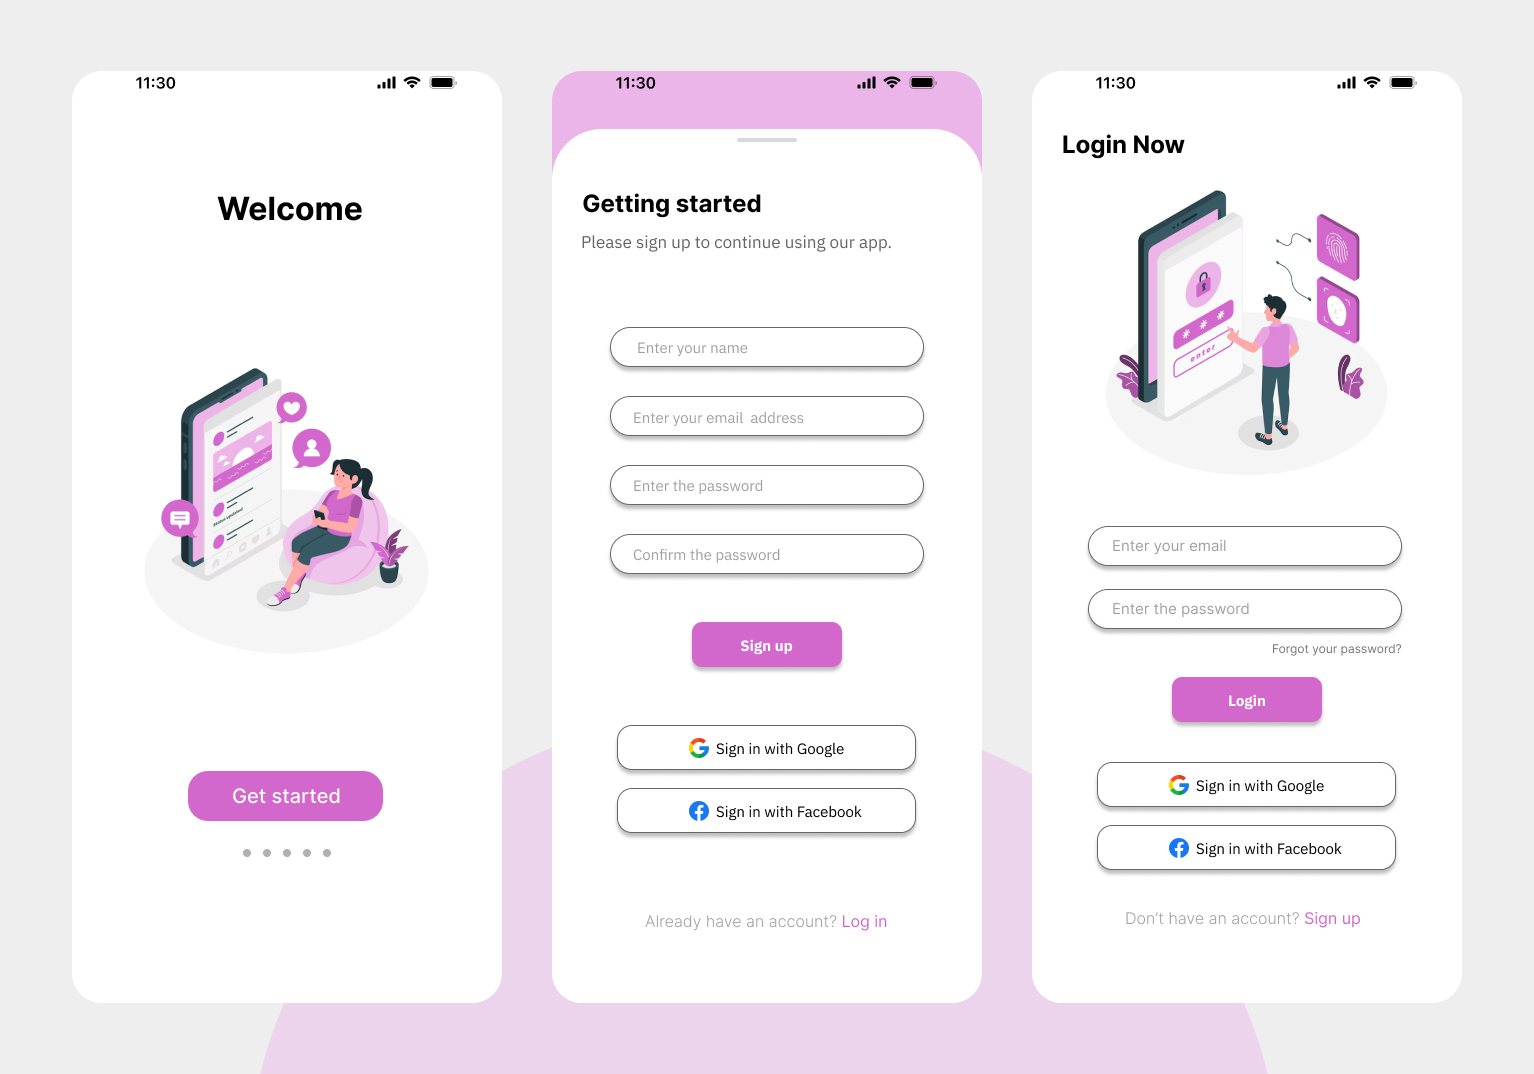 11:30
Welcome
Status updated
Get started
11:30
Getting started
Please sign up to continue using our app.
Enter your name
Enter your email  address
Enter the password
Confirm the password
Sign up
Sign in with Google
Sign in with Facebook
Already have an account? Log in
11:30
Login Now
* * *
enter
Enter your email
Enter the password
Forgot your password?
Login
Sign in with Google
Sign in with Facebook
Don't have an account? Sign up